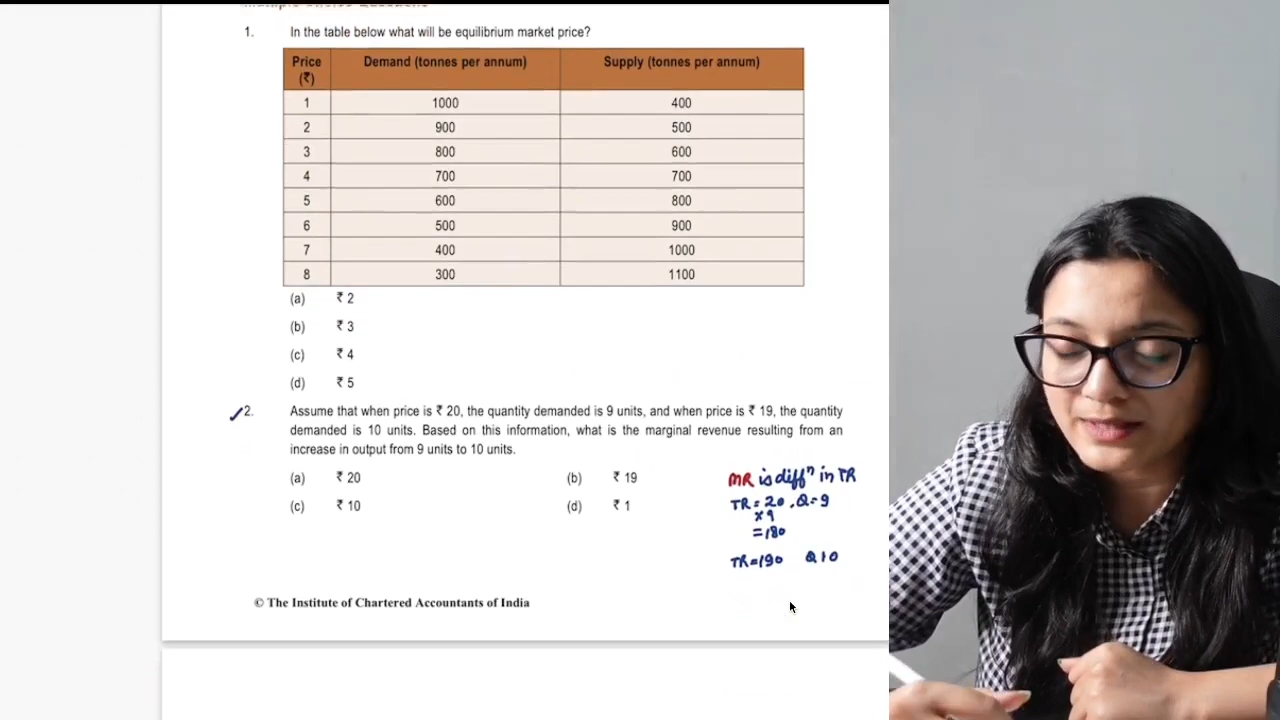 1. In the table below what will be equilibrium market price?
Price (₹) Demand (tonnes per annum) Supply (tonnes per annum)
1 1000 400
2 900 500
3 800 600
4 700 700
5 600 800
6 500 900
7 400 1000
8 300 1100
(a) ₹ 2
(b) ₹ 3
(c) ₹ 4
(d) ₹ 5
2. Assume that when price is ₹ 20, the quantity demanded is 9 units, and when price is ₹ 19, the quantity
demanded is 10 units. Based on this information, what is the marginal revenue resulting from an
increase in output from 9 units to 10 units.
(a) ₹ 20 (b) ₹ 19
(c) ₹ 10 (d) ₹ 1
MR is diffⁿ in TR
TR = 20, Q=9
×9
=180
TR=190 Q10
© The Institute of Chartered Accountants of India